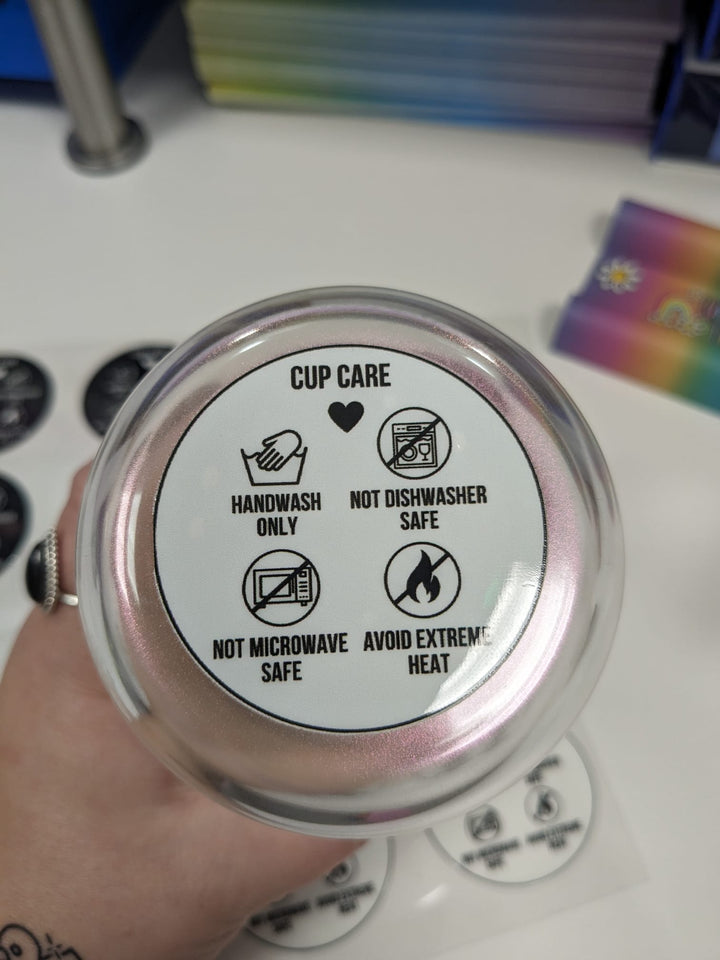 CUP CARE
HANDWASH
ONLY
NOT DISHWASHER
SAFE
NOT MICROWAVE
SAFE
AVOID EXTREME
HEAT